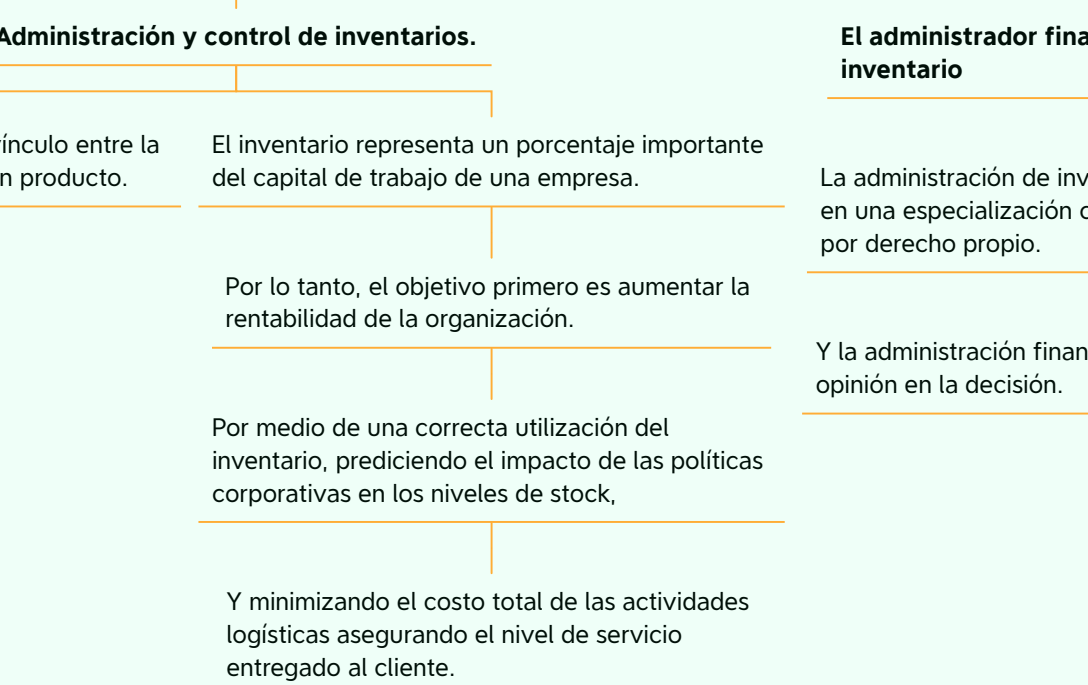 Administración y control de inventarios.
vínculo entre la
producto.
El inventario representa un porcentaje importante
del capital de trabajo de una empresa.
Por lo tanto, el objetivo primero es aumentar la
rentabilidad de la organización.
Por medio de una correcta utilización del
inventario, prediciendo el impacto de las políticas
corporativas en los niveles de stock,
Y minimizando el costo total de las actividades
logísticas asegurando el nivel de servicio
entregado al cliente.
El administrador
inventario
La administración de
en una especialización
por derecho propio.
Y la administración
opinión en la decisión.